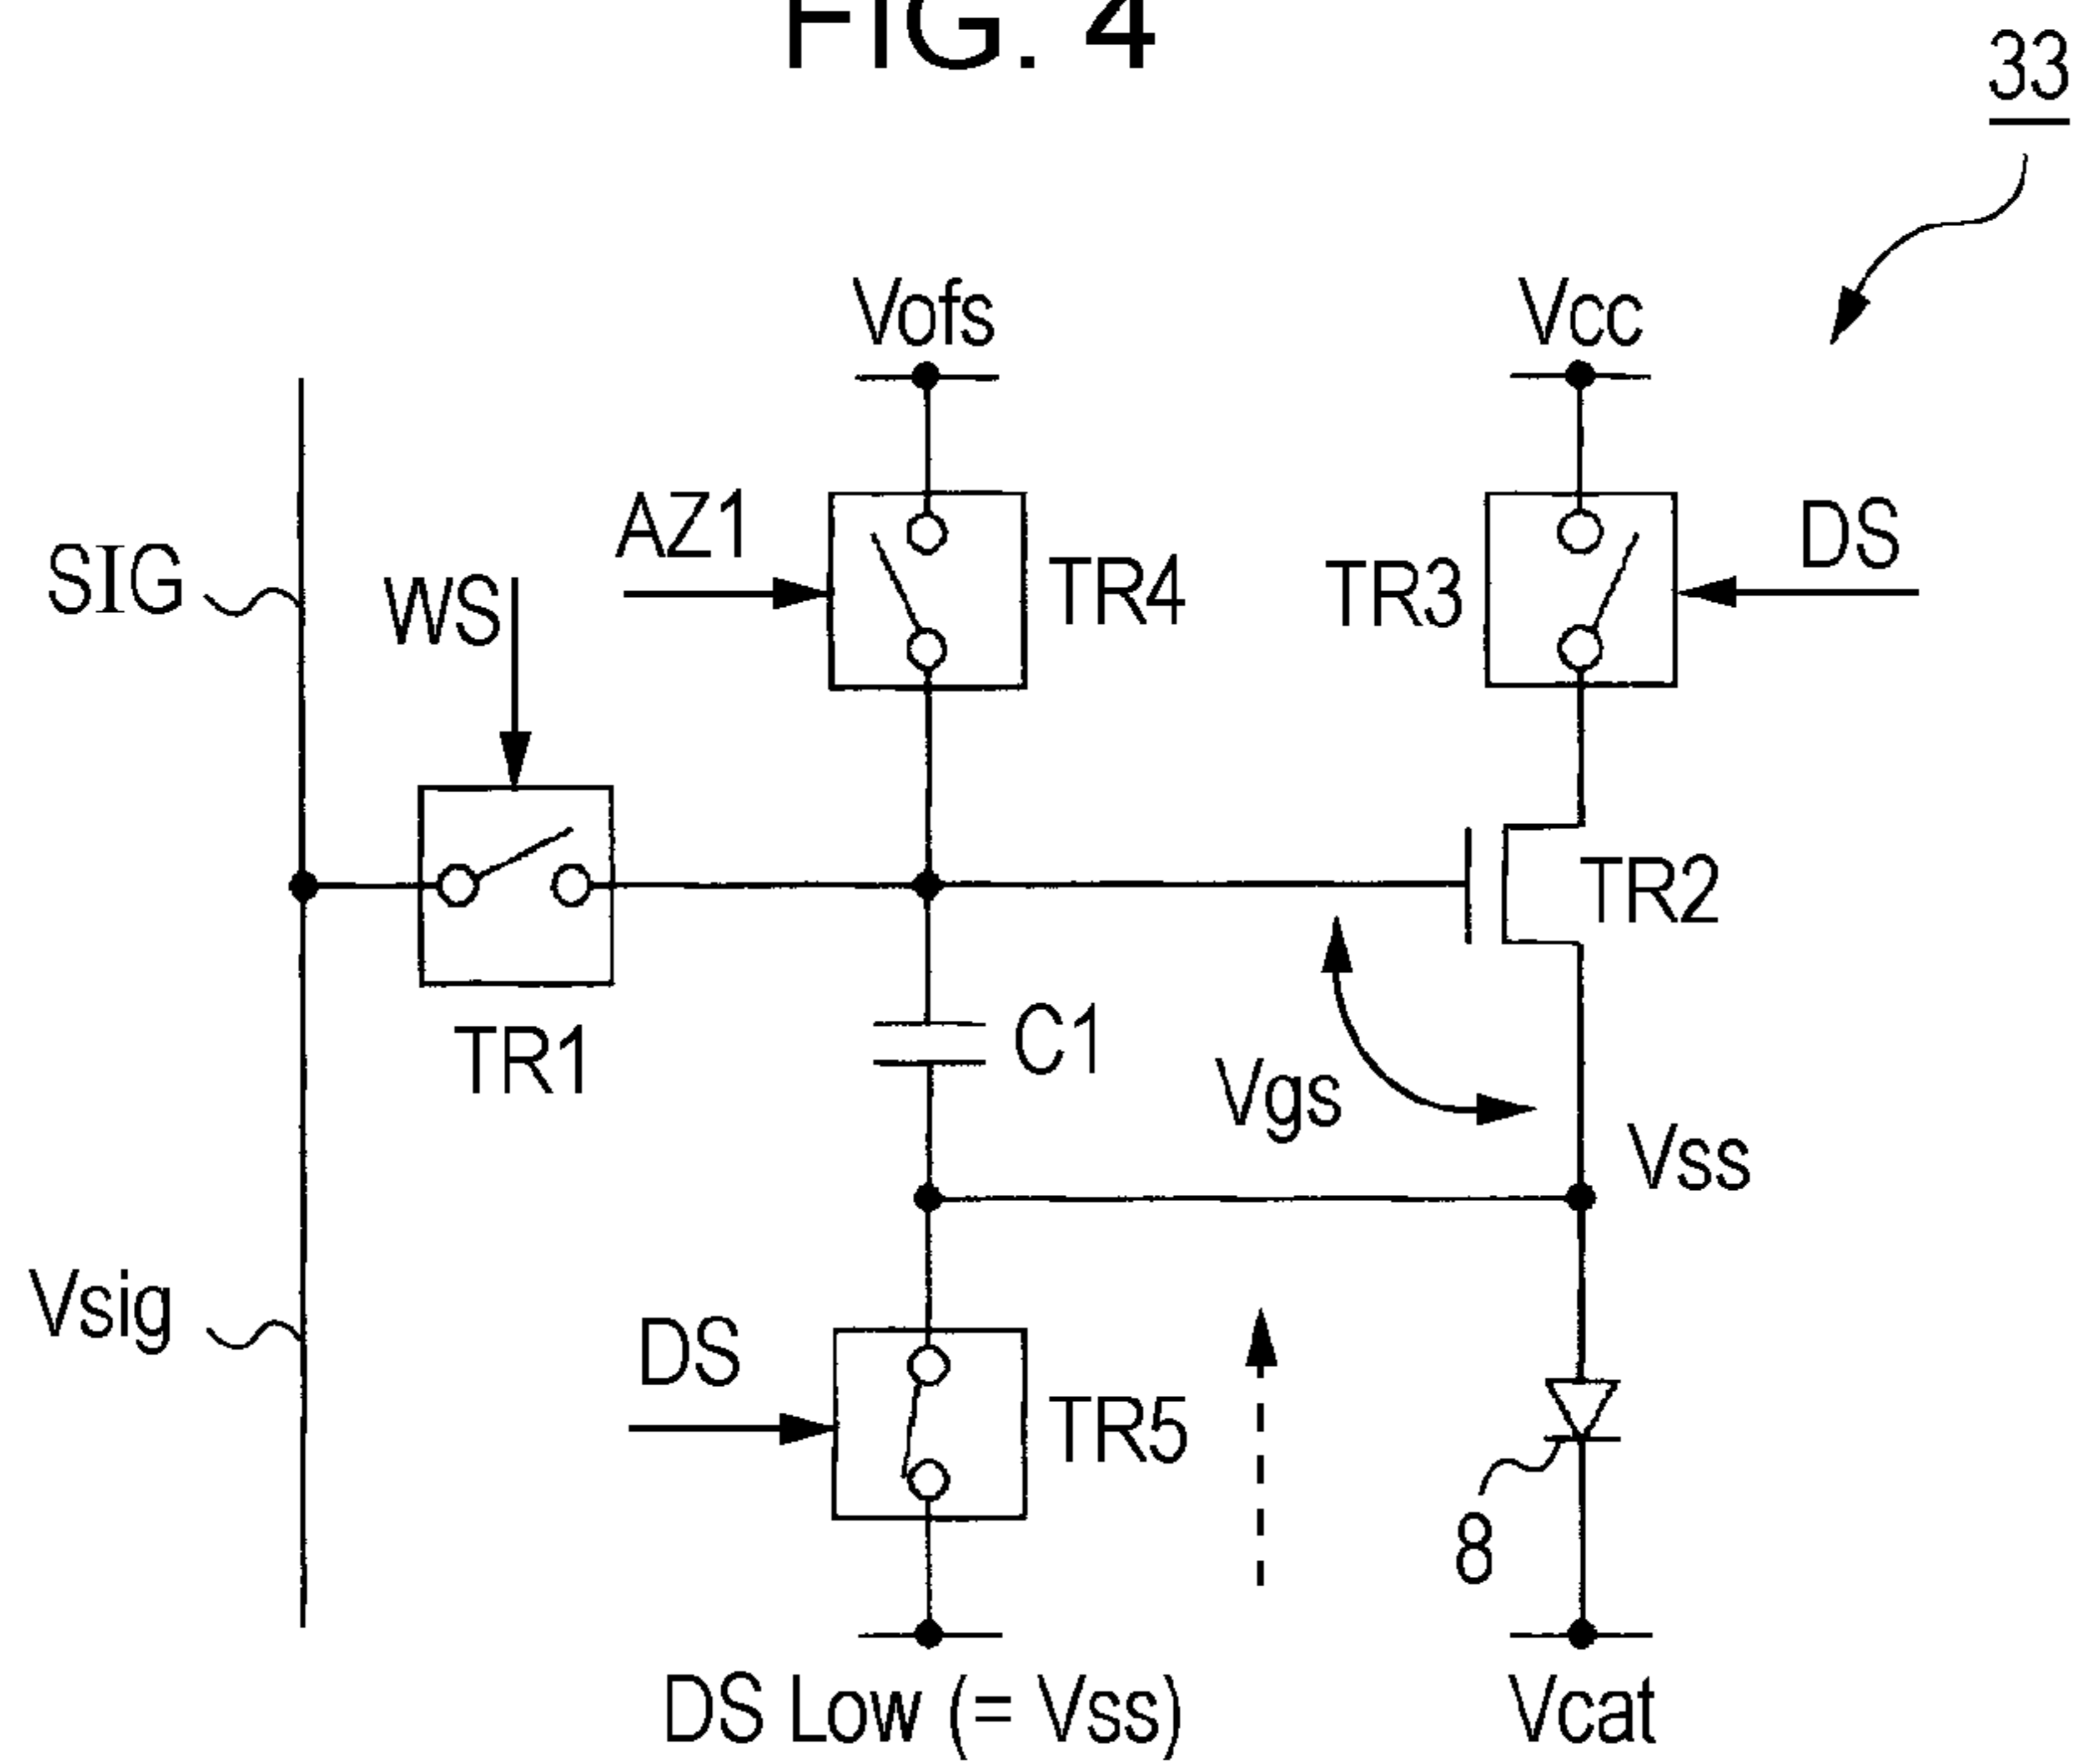 FIG. 4
33
Vofs
Vcc
AZ1
TR4
TR3
DS
SIG
WS
TR2
TR1
C1
Vgs
Vss
Vsig
DS
TR5
8
DS Low (= Vss)
Vcat